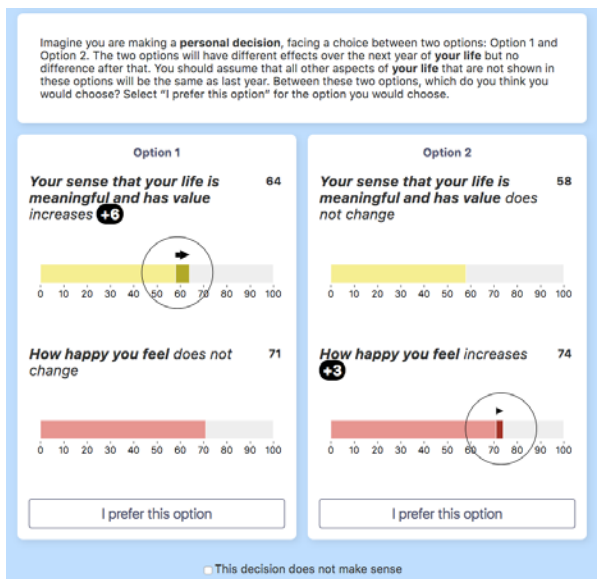 Imagine you are making a personal decision, facing a choice between two options: Option 1 and
Option 2. The two options will have different effects over the next year of your life but no
difference after that. You should assume that all other aspects of your life that are not shown in
these options will be the same as last year. Between these two options, which do you think you
would choose? Select "I prefer this option" for the option you would choose.
Option 1
Your sense that your life is 64
meaningful and has value
increases +6
0 10 20 30 40 50 60 70 80 90 100
How happy you feel does not 71
change
0 10 20 30 40 50 60 70 80 90 100
I prefer this option
Option 2
Your sense that your life is 58
meaningful and has value does
not change
0 10 20 30 40 50 60 70 80 90 100
How happy you feel increases 74
+3
0 10 20 30 40 50 60 70 80 90 100
I prefer this option
This decision does not make sense